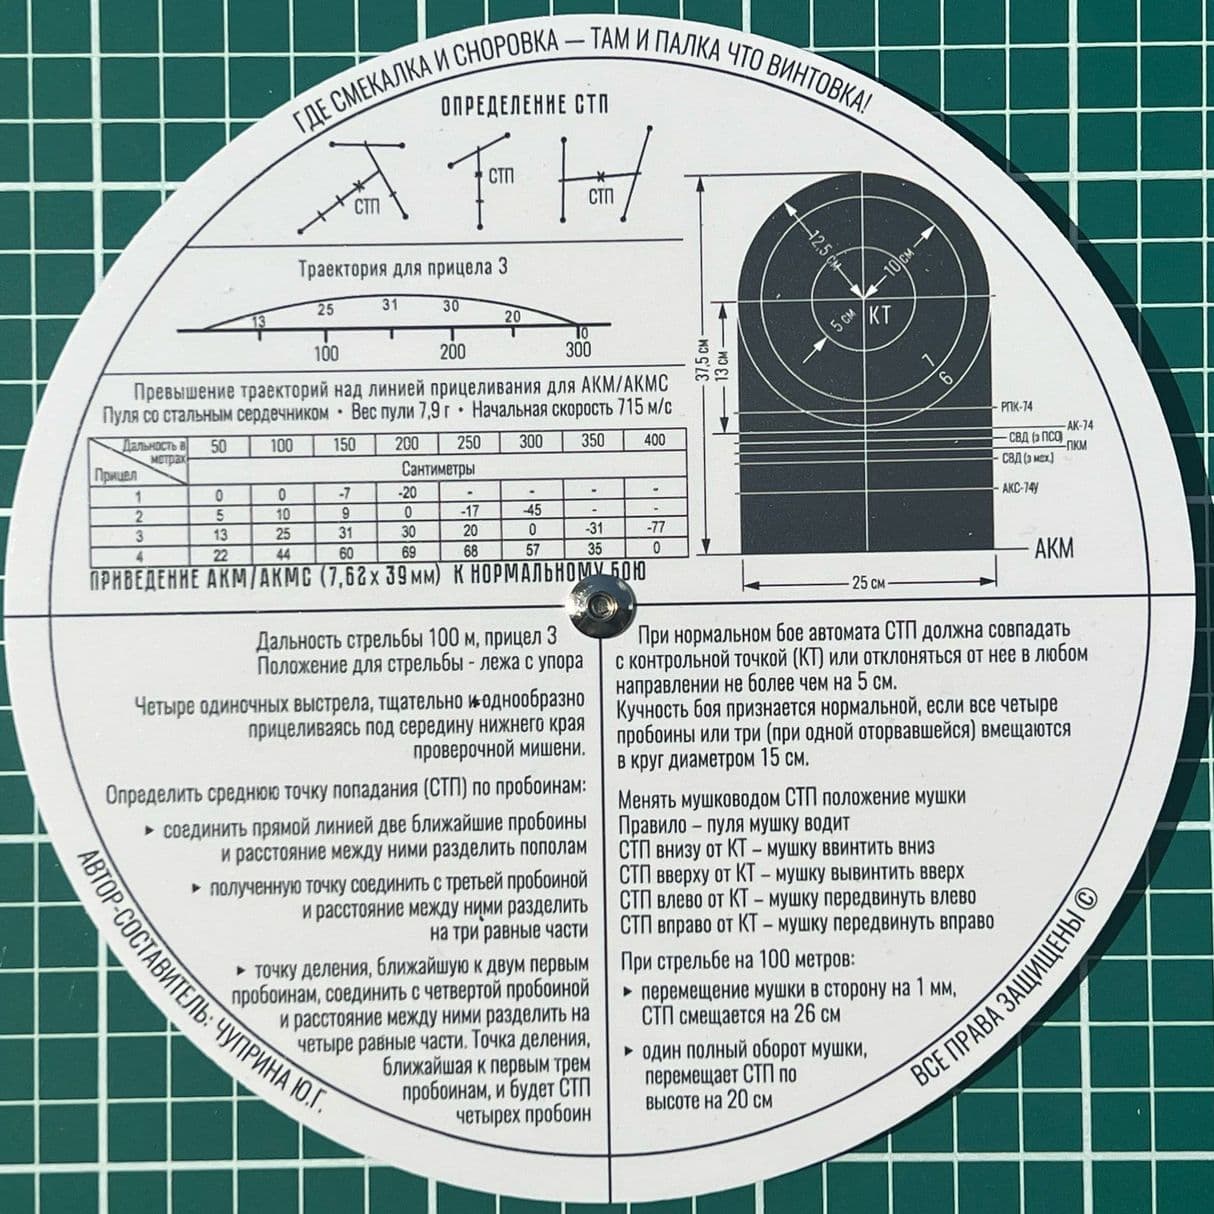 ГДЕ СМЕКАЛКА И СНОРОВКА — ТАМ И ПАЛКА ЧТО ВИНТОВКА!
ОПРЕДЕЛЕНИЕ СТП
СТП
СТП
СТП
Траектория для прицела 3
13 25 31 30 20 0
100 200 300
Превышение траекторий над линией прицеливания для АКМ/АКМС
Пуля со стальным сердечником • Вес пули 7,9 г • Начальная скорость 715 м/с
Дальность в метрах 50 100 150 200 250 300 350 400
Прицел Сантиметры
1 0 0 -7 -20 - - - -
2 5 10 9 0 -17 -45 - -
3 13 25 31 30 20 0 -31 -77
4 22 44 60 69 68 57 35 0
ПРИВЕДЕНИЕ АКМ/АКМС (7,62 х 39 мм) К НОРМАЛЬНОМУ БОЮ
12,5 см
10 см
КТ
5 см
7
6
37,5 см
13 см
РПК-74
АК-74
СВД (э ПСО)
ПКМ
СВД (э мех.)
АКС-74У
АКМ
25 см
Дальность стрельбы 100 м, прицел 3
Положение для стрельбы - лежа с упора
Четыре одиночных выстрела, тщательно и однообразно
прицеливаясь под середину нижнего края
проверочной мишени.
Определить среднюю точку попадания (СТП) по пробоинам:
▸ соединить прямой линией две ближайшие пробоины
и расстояние между ними разделить пополам
▸ полученную точку соединить с третьей пробоиной
и расстояние между ними разделить
на три равные части
▸ точку деления, ближайшую к двум первым
пробоинам, соединить с четвертой пробоиной
и расстояние между ними разделить на
четыре равные части. Точка деления,
ближайшая к первым трем
пробоинам, и будет СТП
четырех пробоин
При нормальном бое автомата СТП должна совпадать
с контрольной точкой (КТ) или отклоняться от нее в любом
направлении не более чем на 5 см.
Кучность боя признается нормальной, если все четыре
пробоины или три (при одной оторвавшейся) вмещаются
в круг диаметром 15 см.
Менять мушководом СТП положение мушки
Правило – пуля мушку водит
СТП внизу от КТ – мушку ввинтить вниз
СТП вверху от КТ – мушку вывинтить вверх
СТП влево от КТ – мушку передвинуть влево
СТП вправо от КТ – мушку передвинуть вправо
При стрельбе на 100 метров:
▸ перемещение мушки в сторону на 1 мм,
СТП смещается на 26 см
▸ один полный оборот мушки,
перемещает СТП по
высоте на 20 см
АВТОР-СОСТАВИТЕЛЬ: ЧУПРИНА Ю.Г.
ВСЕ ПРАВА ЗАЩИЩЕНЫ ©